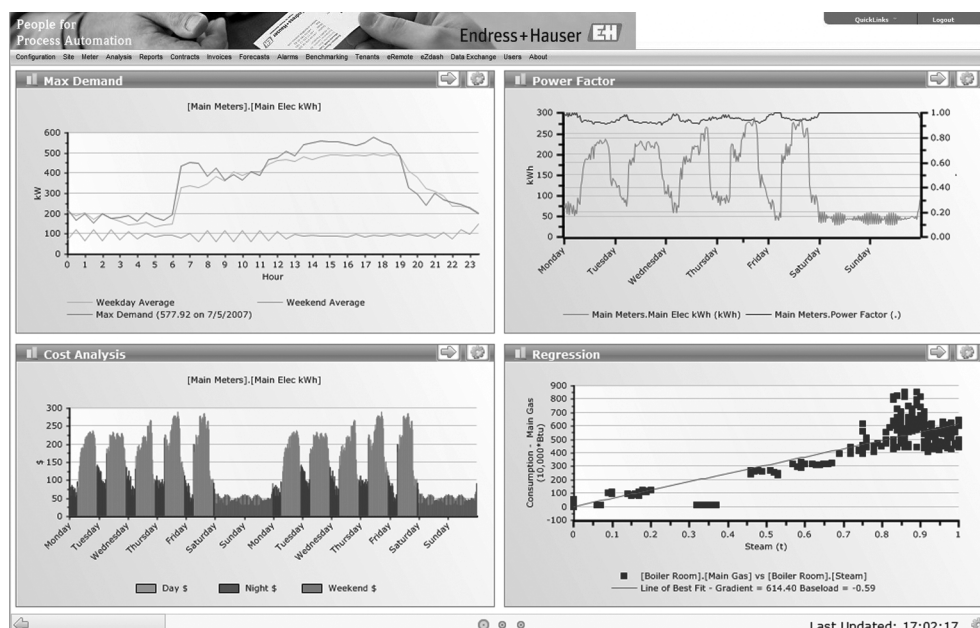 People for
Process Automation
Endress+Hauser EH
QuickLinks Logout
Configuration Site Meter Analysis Reports Contracts Invoices Forecasts Alarms Benchmarking Tenants eRemote eZdash Data Exchange Users About
Max Demand
[Main Meters].[Main Elec kWh]
kW
600
500
400
300
200
100
0
0 1 2 3 4 5 6 7 8 9 10 11 12 13 14 15 16 17 18 19 20 21 22 23
Hour
Weekday Average Weekend Average
Max Demand (577.92 on 7/5/2007)
Power Factor
kWh
300
250
200
150
100
50
0
1.00
0.80
0.60
0.40
0.20
0.00
Monday Tuesday Wednesday Thursday Friday Saturday Sunday
Main Meters.Main Elec kWh (kWh) Main Meters.Power Factor (.)
Cost Analysis
[Main Meters].[Main Elec kWh]
$
300
250
200
150
100
50
0
Monday Tuesday Wednesday Thursday Friday Saturday Sunday Monday Tuesday Wednesday Thursday Friday Saturday Sunday
Day $ Night $ Weekend $
Regression
Consumption - Main Gas
(10,000*Btu)
900
800
700
600
500
400
300
200
100
0
-100
0 0.1 0.2 0.3 0.4 0.5 0.6 0.7 0.8 0.9 1
Steam (t)
[Boiler Room].[Main Gas] vs [Boiler Room].[Steam]
Line of Best Fit - Gradient = 614.40 Baseload = -0.59
Last Updated: 17:02:17